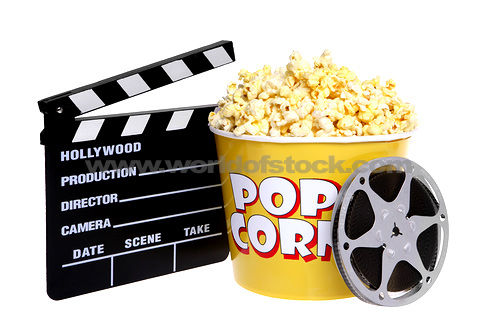 HOLLYWOOD
www.worldofstock.com
PRODUCTION
DIRECTOR
CAMERA
DATE SCENE TAKE
POP
CORN